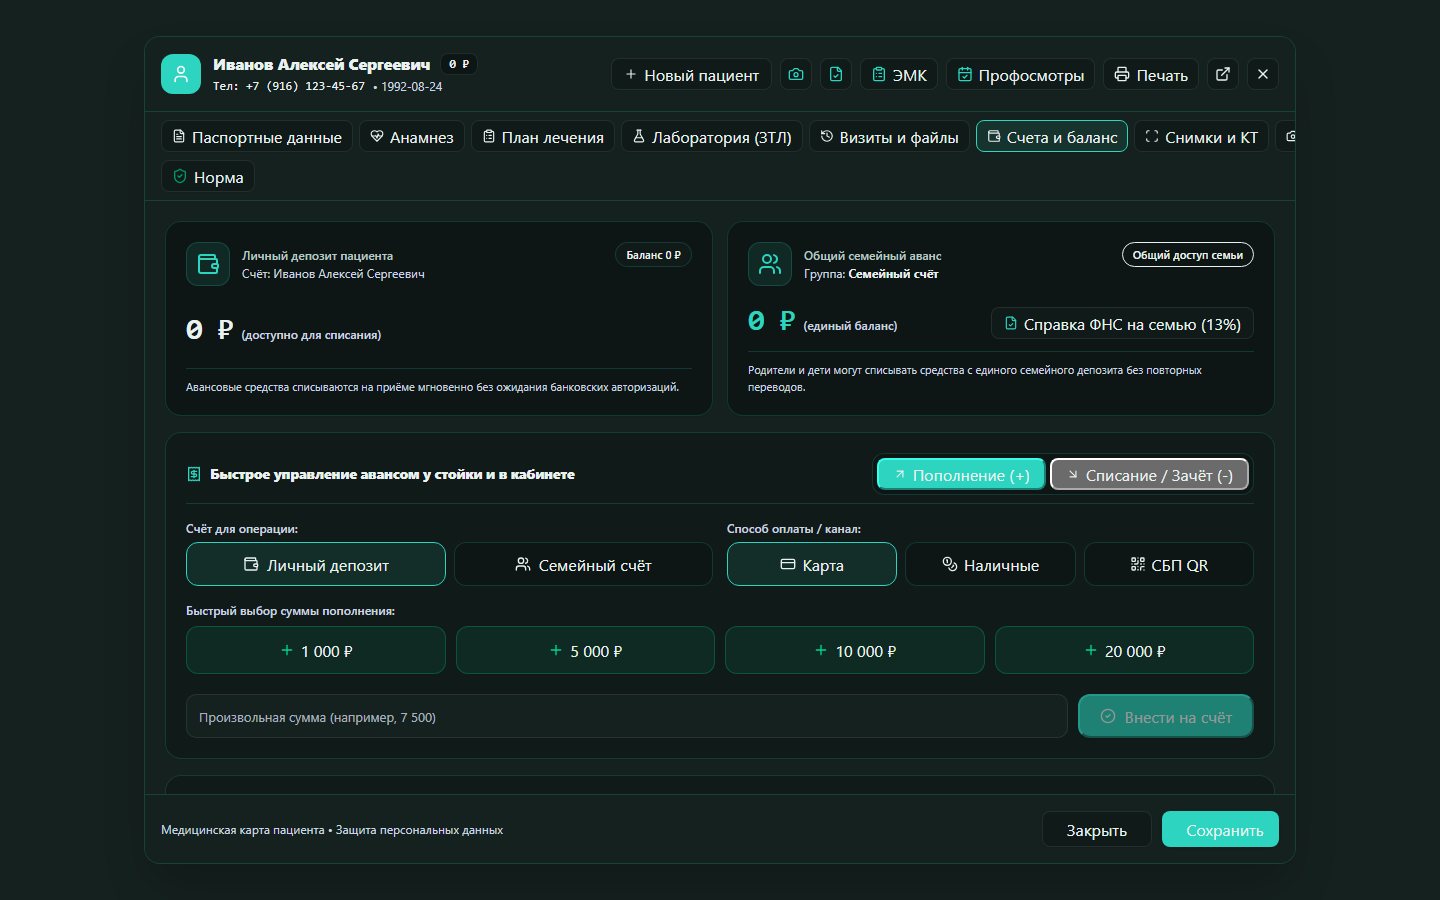 Иванов Алексей Сергеевич 0 ₽
Тел: +7 (916) 123-45-67 • 1992-08-24
Новый пациент
ЭМК
Профосмотры
Печать
Паспортные данные
Анамнез
План лечения
Лаборатория (ЗТЛ)
Визиты и файлы
Счета и баланс
Снимки и КТ
Норма
Личный депозит пациента
Счёт: Иванов Алексей Сергеевич
Баланс 0 ₽
0 ₽ (доступно для списания)
Авансовые средства списываются на приёме мгновенно без ожидания банковских авторизаций.
Общий семейный аванс
Группа: Семейный счёт
Общий доступ семьи
0 ₽ (единый баланс)
Справка ФНС на семью (13%)
Родители и дети могут списывать средства с единого семейного депозита без повторных
переводов.
Быстрое управление авансом у стойки и в кабинете
Пополнение (+)
Списание / Зачёт (-)
Счёт для операции:
Личный депозит
Семейный счёт
Способ оплаты / канал:
Карта
Наличные
СБП QR
Быстрый выбор суммы пополнения:
+ 1 000 ₽
+ 5 000 ₽
+ 10 000 ₽
+ 20 000 ₽
Произвольная сумма (например, 7 500)
Внести на счёт
Медицинская карта пациента • Защита персональных данных
Закрыть
Сохранить